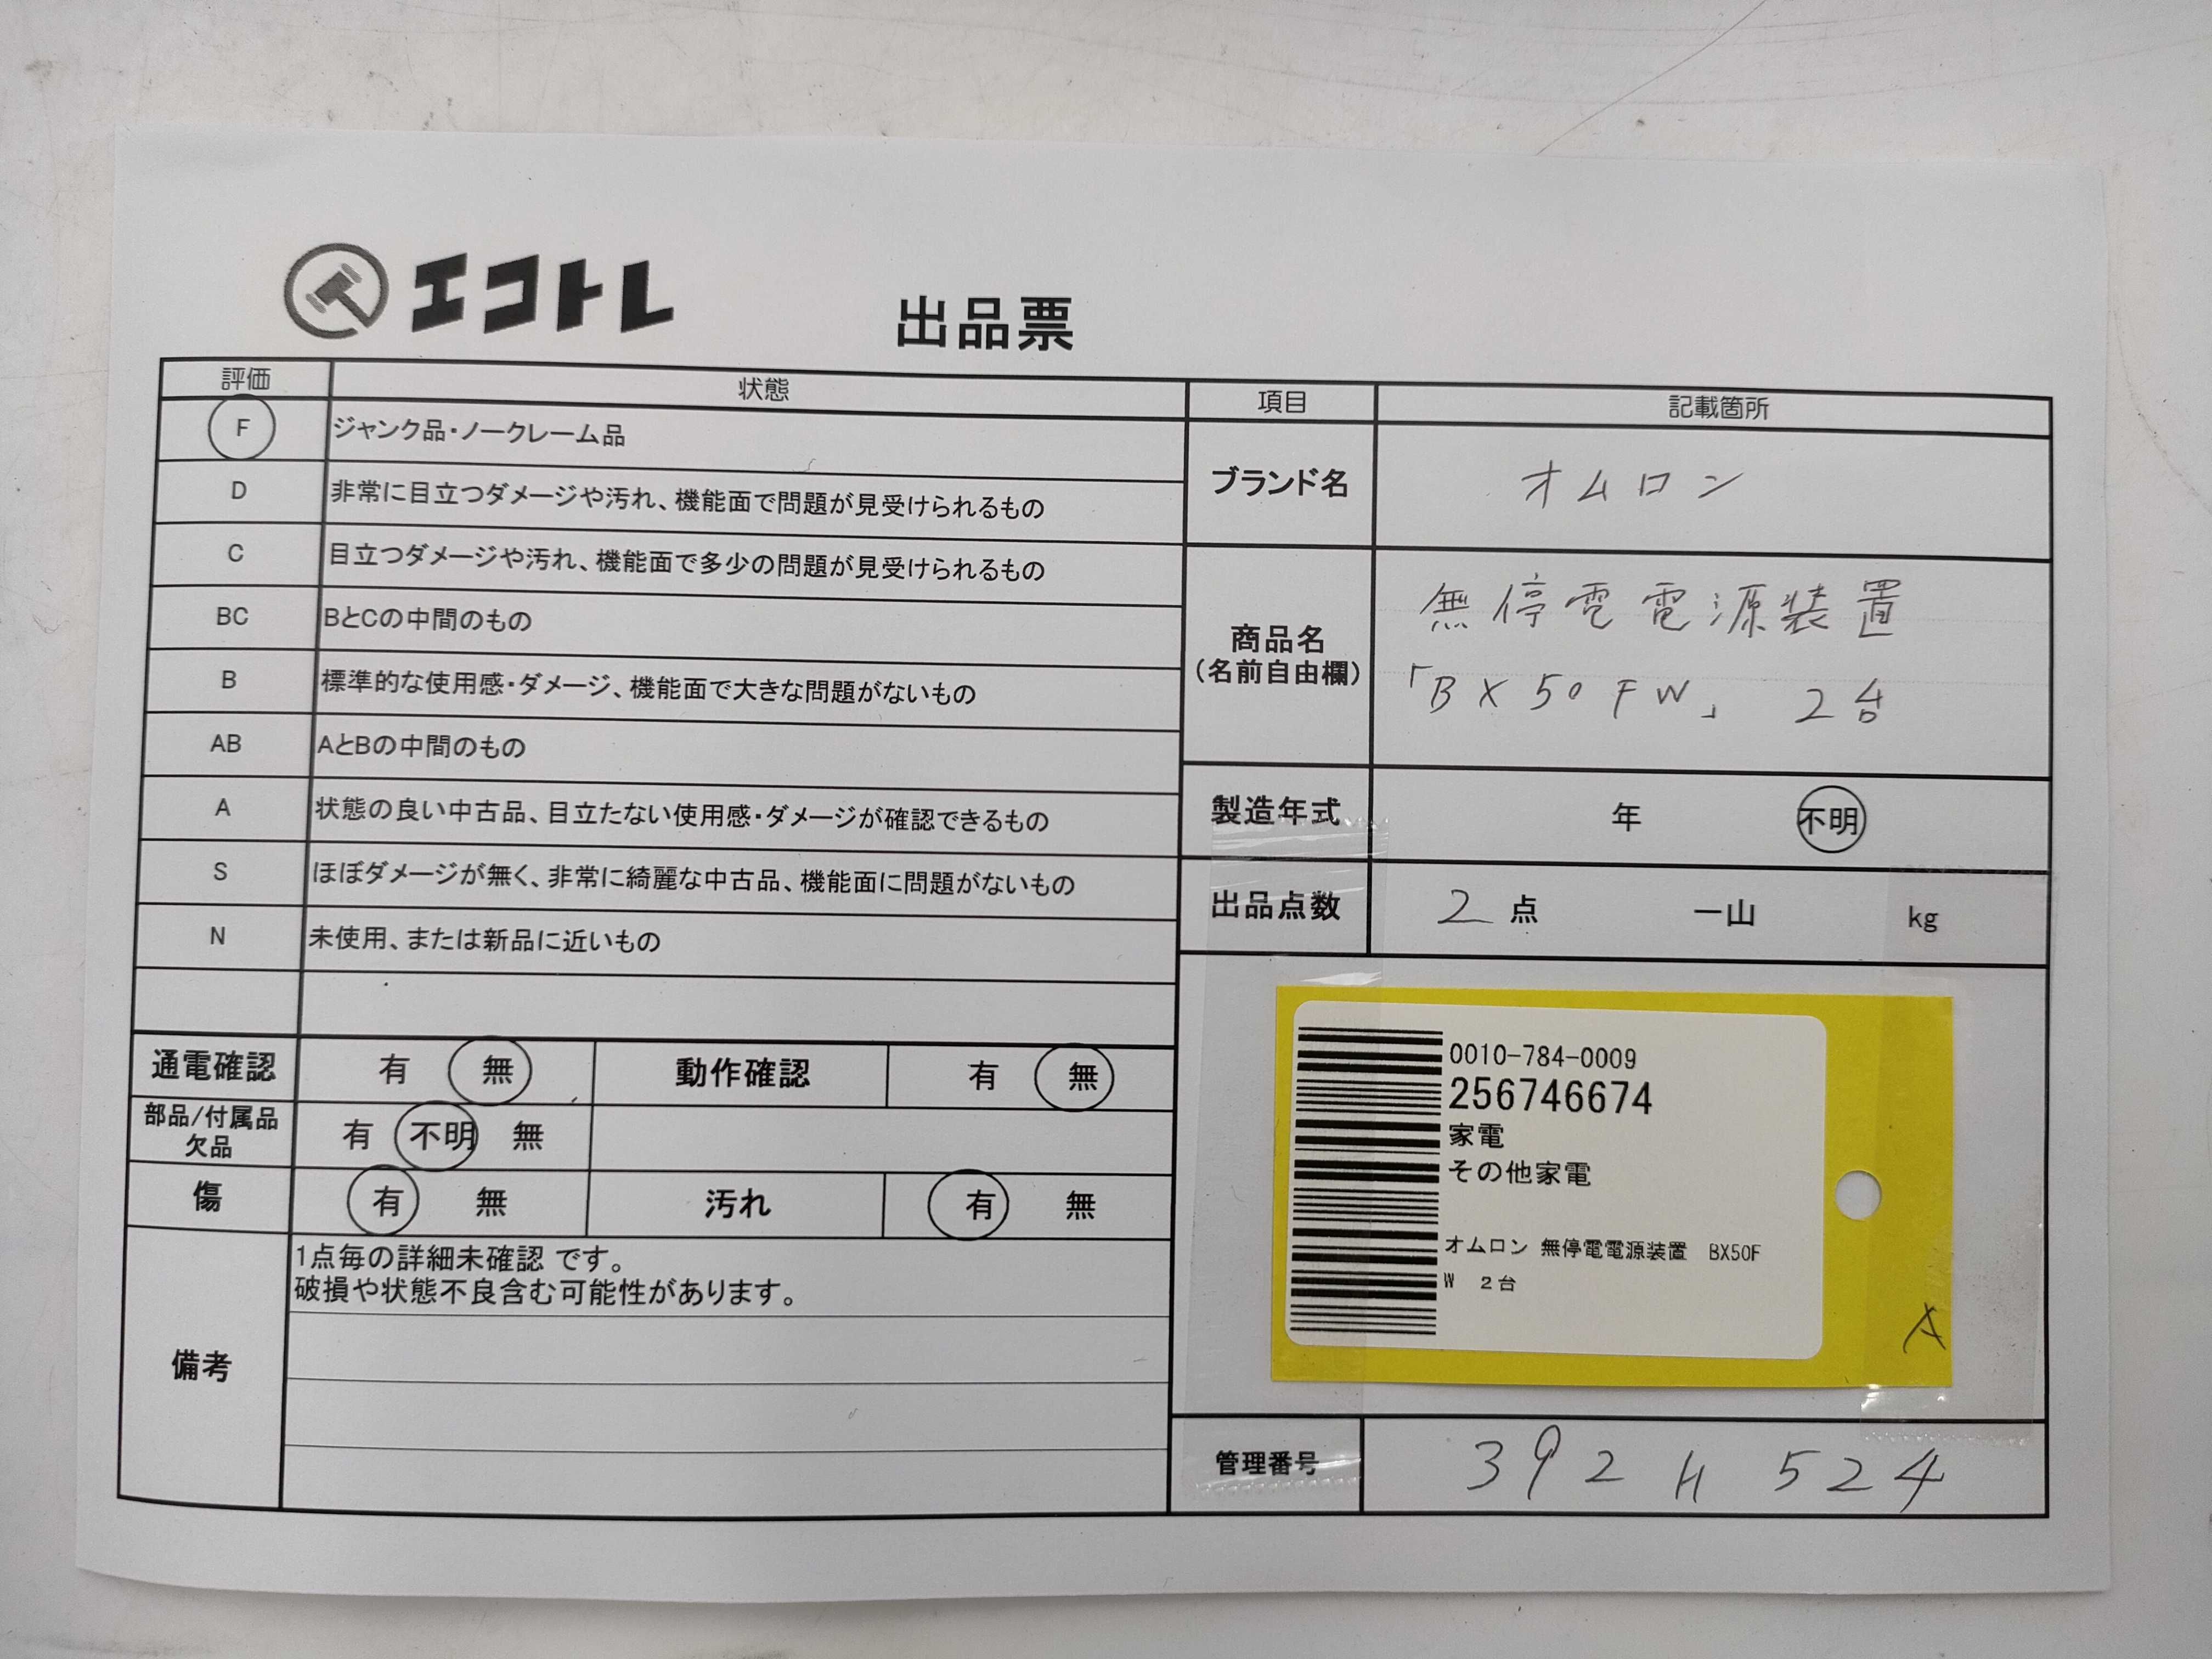 エコトレ
出品票
評価 状態
F ジャンク品・ノークレーム品
D 非常に目立つダメージや汚れ、機能面で問題が見受けられるもの
C 目立つダメージや汚れ、機能面で多少の問題が見受けられるもの
BC BとCの中間のもの
B 標準的な使用感・ダメージ、機能面で大きな問題がないもの
AB AとBの中間のもの
A 状態の良い中古品、目立たない使用感・ダメージが確認できるもの
S ほぼダメージが無く、非常に綺麗な中古品、機能面に問題がないもの
N 未使用、または新品に近いもの
通電確認 有 無 動作確認 有 無
部品/付属品
欠品 有 不明 無
傷 有 無 汚れ 有 無
備考
1点毎の詳細未確認 です。
破損や状態不良含む可能性があります。
項目 記載箇所
ブランド名 オムロン
商品名
(名前自由欄)
無停電電源装置
「BX50FW」 2台
製造年式 年 不明
出品点数 2 点 一山 kg
0010-784-0009
256746674
家電
その他家電
オムロン 無停電電源装置 BX50F
W 2台
A
管理番号 392 H 524